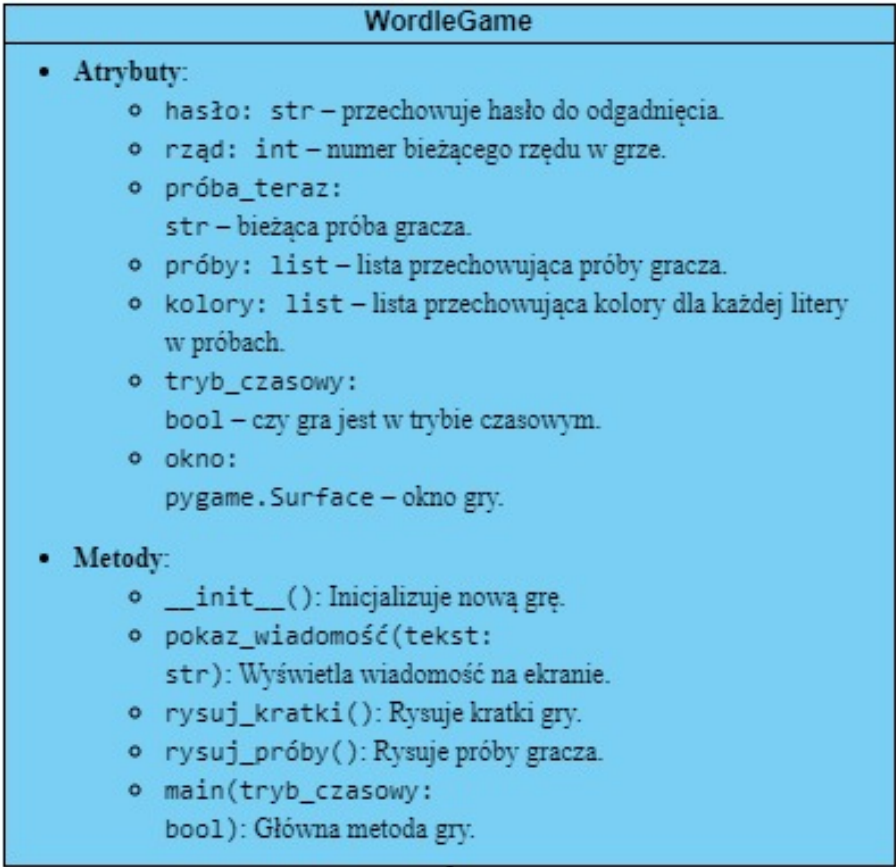 WordleGame
• Atrybuty:
◦ hasło: str – przechowuje hasło do odgadnięcia.
◦ rząd: int – numer bieżącego rzędu w grze.
◦ próba_teraz:
str – bieżąca próba gracza.
◦ próby: list – lista przechowująca próby gracza.
◦ kolory: list – lista przechowująca kolory dla każdej litery
w próbach.
◦ tryb_czasowy:
bool – czy gra jest w trybie czasowym.
◦ okno:
pygame.Surface – okno gry.
• Metody:
◦ __init__(): Inicjalizuje nową grę.
◦ pokaz_wiadomość(tekst:
str): Wyświetla wiadomość na ekranie.
◦ rysuj_kratki(): Rysuje kratki gry.
◦ rysuj_próby(): Rysuje próby gracza.
◦ main(tryb_czasowy:
bool): Główna metoda gry.